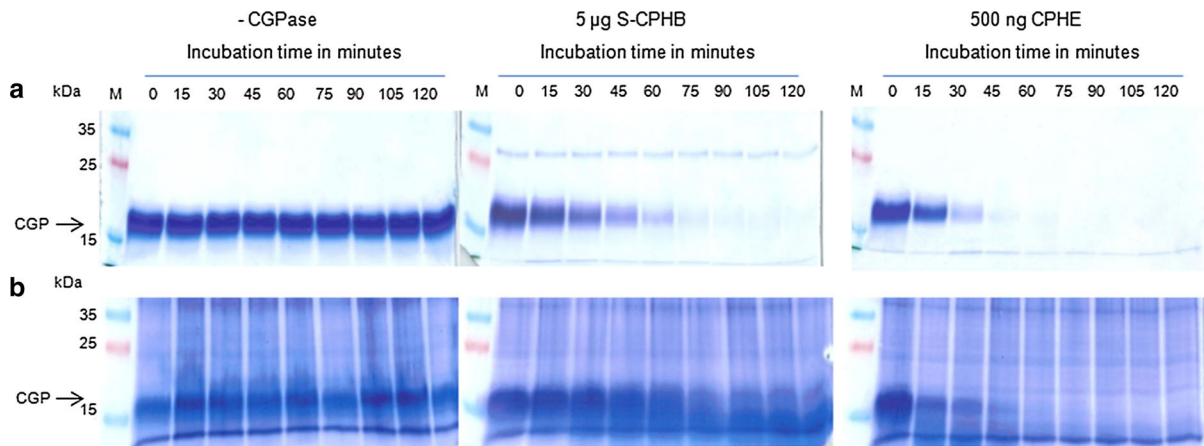 - CGPase
5 µg S-CPHB
500 ng CPHE
Incubation time in minutes
Incubation time in minutes
Incubation time in minutes
a
kDa
M 0 15 30 45 60 75 90 105 120
M 0 15 30 45 60 75 90 105 120
M 0 15 30 45 60 75 90 105 120
35
25
CGP →
15
b
kDa
35
25
CGP →
15